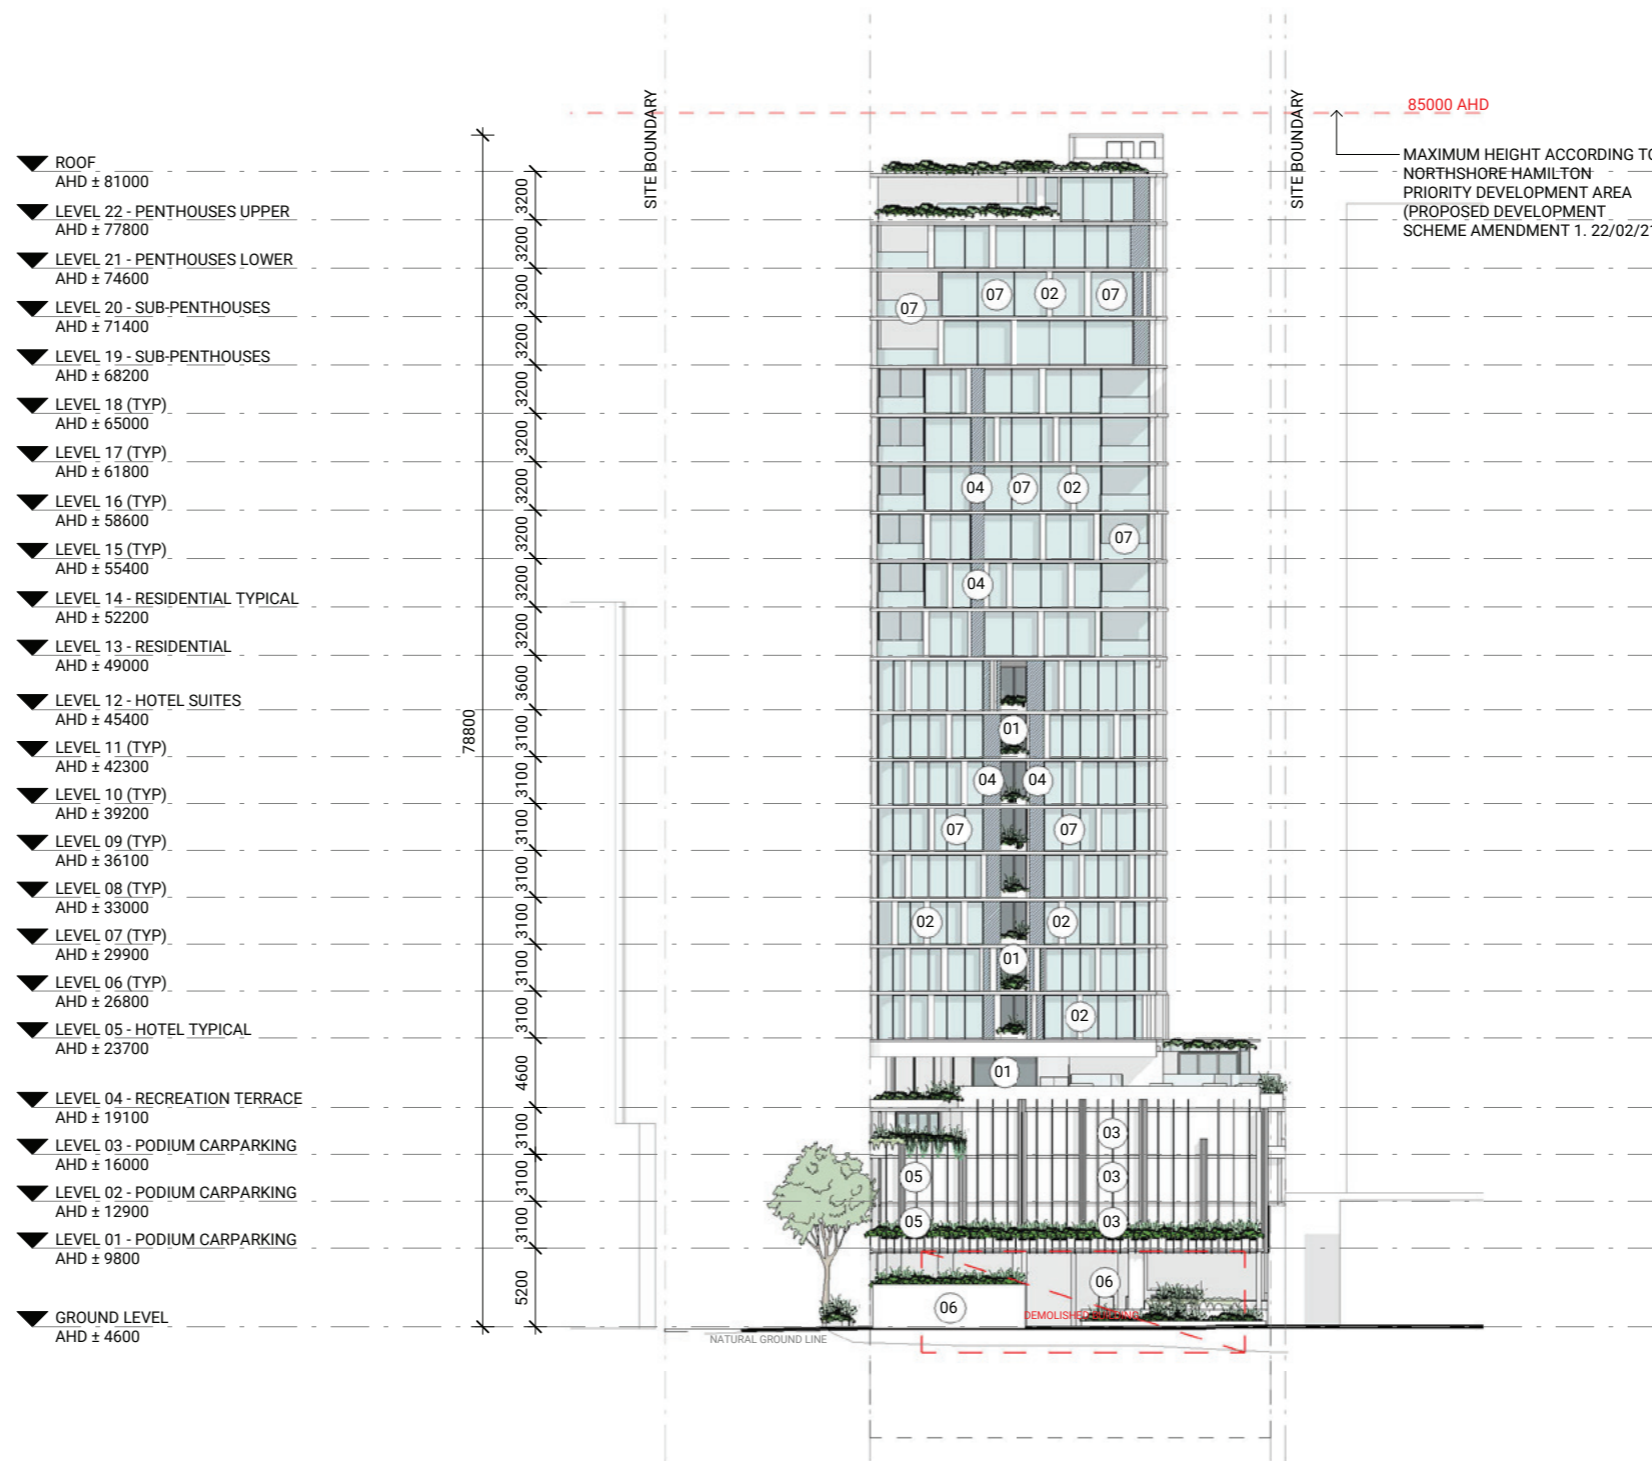 85000 AHD
SITE BOUNDARY
SITE BOUNDARY
MAXIMUM HEIGHT ACCORDING TO
NORTHSHORE HAMILTON
PRIORITY DEVELOPMENT AREA
(PROPOSED DEVELOPMENT
SCHEME AMENDMENT 1. 22/02/21
ROOF
AHD ± 81000
LEVEL 22 - PENTHOUSES UPPER
AHD ± 77800
LEVEL 21 - PENTHOUSES LOWER
AHD ± 74600
LEVEL 20 - SUB-PENTHOUSES
AHD ± 71400
LEVEL 19 - SUB-PENTHOUSES
AHD ± 68200
LEVEL 18 (TYP)
AHD ± 65000
LEVEL 17 (TYP)
AHD ± 61800
LEVEL 16 (TYP)
AHD ± 58600
LEVEL 15 (TYP)
AHD ± 55400
LEVEL 14 - RESIDENTIAL TYPICAL
AHD ± 52200
LEVEL 13 - RESIDENTIAL
AHD ± 49000
LEVEL 12 - HOTEL SUITES
AHD ± 45400
LEVEL 11 (TYP)
AHD ± 42300
LEVEL 10 (TYP)
AHD ± 39200
LEVEL 09 (TYP)
AHD ± 36100
LEVEL 08 (TYP)
AHD ± 33000
LEVEL 07 (TYP)
AHD ± 29900
LEVEL 06 (TYP)
AHD ± 26800
LEVEL 05 - HOTEL TYPICAL
AHD ± 23700
LEVEL 04 - RECREATION TERRACE
AHD ± 19100
LEVEL 03 - PODIUM CARPARKING
AHD ± 16000
LEVEL 02 - PODIUM CARPARKING
AHD ± 12900
LEVEL 01 - PODIUM CARPARKING
AHD ± 9800
GROUND LEVEL
AHD ± 4600
78800
3200
3200
3200
3200
3200
3200
3200
3200
3200
3200
3600
3100
3100
3100
3100
3100
3100
3100
4600
3100
3100
3100
5200
07 02 07
07
04 07 02
07
04
01
04 04
07 07
02 02
01
02
01
03
05 03
05 03
06
06
DEMOLISHED
NATURAL GROUND LINE